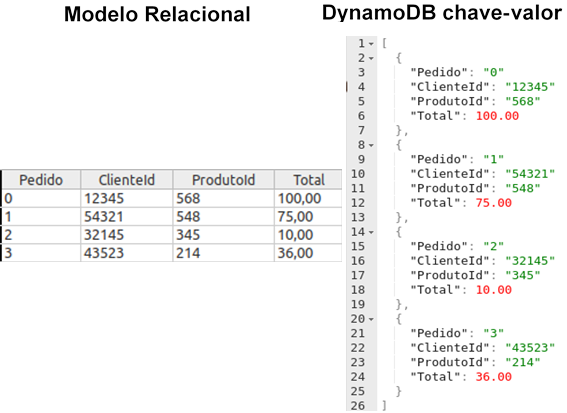 Modelo Relacional
Pedido ClienteId ProdutoId Total
0 12345 568 100,00
1 54321 548 75,00
2 32145 345 10,00
3 43523 214 36,00
DynamoDB chave-valor
1 [
2 {
3 "Pedido": "0"
4 "ClienteId": "12345"
5 "ProdutoId": "568"
6 "Total": 100.00
7 },
8 {
9 "Pedido": "1"
10 "ClienteId": "54321"
11 "ProdutoId": "548"
12 "Total": 75.00
13 },
14 {
15 "Pedido": "2"
16 "ClienteId": "32145"
17 "ProdutoId": "345"
18 "Total": 10.00
19 },
20 {
21 "Pedido": "3"
22 "ClienteId": "43523"
23 "ProdutoId": "214"
24 "Total": 36.00
25 }
26 ]